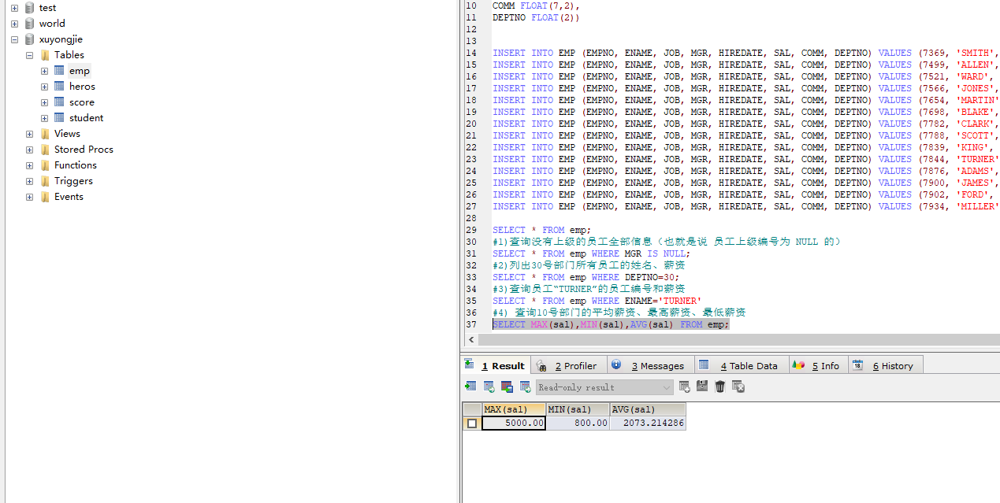 test
world
xuyongjie
Tables
emp
heros
score
student
Views
Stored Procs
Functions
Triggers
Events
10 COMM FLOAT(7,2),
11 DEPTNO FLOAT(2))
12
13
14 INSERT INTO EMP (EMPNO, ENAME, JOB, MGR, HIREDATE, SAL, COMM, DEPTNO) VALUES (7369, 'SMITH',
15 INSERT INTO EMP (EMPNO, ENAME, JOB, MGR, HIREDATE, SAL, COMM, DEPTNO) VALUES (7499, 'ALLEN',
16 INSERT INTO EMP (EMPNO, ENAME, JOB, MGR, HIREDATE, SAL, COMM, DEPTNO) VALUES (7521, 'WARD',
17 INSERT INTO EMP (EMPNO, ENAME, JOB, MGR, HIREDATE, SAL, COMM, DEPTNO) VALUES (7566, 'JONES',
18 INSERT INTO EMP (EMPNO, ENAME, JOB, MGR, HIREDATE, SAL, COMM, DEPTNO) VALUES (7654, 'MARTIN'
19 INSERT INTO EMP (EMPNO, ENAME, JOB, MGR, HIREDATE, SAL, COMM, DEPTNO) VALUES (7698, 'BLAKE',
20 INSERT INTO EMP (EMPNO, ENAME, JOB, MGR, HIREDATE, SAL, COMM, DEPTNO) VALUES (7782, 'CLARK',
21 INSERT INTO EMP (EMPNO, ENAME, JOB, MGR, HIREDATE, SAL, COMM, DEPTNO) VALUES (7788, 'SCOTT',
22 INSERT INTO EMP (EMPNO, ENAME, JOB, MGR, HIREDATE, SAL, COMM, DEPTNO) VALUES (7839, 'KING',
23 INSERT INTO EMP (EMPNO, ENAME, JOB, MGR, HIREDATE, SAL, COMM, DEPTNO) VALUES (7844, 'TURNER'
24 INSERT INTO EMP (EMPNO, ENAME, JOB, MGR, HIREDATE, SAL, COMM, DEPTNO) VALUES (7876, 'ADAMS',
25 INSERT INTO EMP (EMPNO, ENAME, JOB, MGR, HIREDATE, SAL, COMM, DEPTNO) VALUES (7900, 'JAMES',
26 INSERT INTO EMP (EMPNO, ENAME, JOB, MGR, HIREDATE, SAL, COMM, DEPTNO) VALUES (7902, 'FORD',
27 INSERT INTO EMP (EMPNO, ENAME, JOB, MGR, HIREDATE, SAL, COMM, DEPTNO) VALUES (7934, 'MILLER'
28
29 SELECT * FROM emp;
30 #1)查询没有上级的员工全部信息（也就是说 员工上级编号为 NULL 的）
31 SELECT * FROM emp WHERE MGR IS NULL;
32 #2)列出30号部门所有员工的姓名、薪资
33 SELECT * FROM emp WHERE DEPTNO=30;
34 #3)查询员工“TURNER”的员工编号和薪资
35 SELECT * FROM emp WHERE ENAME='TURNER'
36 #4) 查询10号部门的平均薪资、最高薪资、最低薪资
37 SELECT MAX(sal),MIN(sal),AVG(sal) FROM emp;
1 Result 2 Profiler 3 Messages 4 Table Data 5 Info 18 6 History
Read-only result
MAX(sal) MIN(sal) AVG(sal)
5000.00 800.00 2073.214286